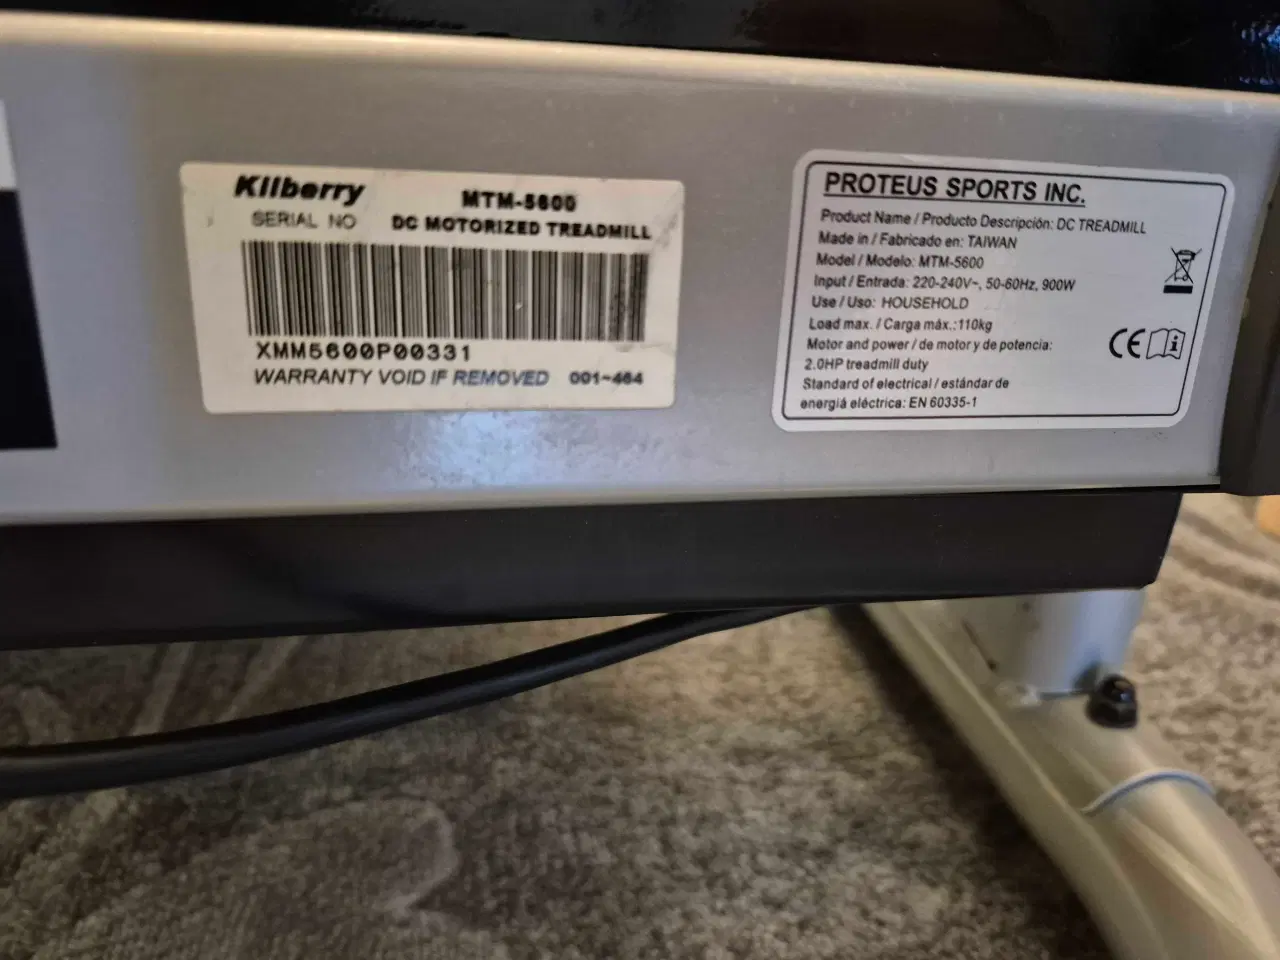 Kilberry MTM-5600
SERIAL NO DC MOTORIZED TREADMILL
XMM5600P00331
WARRANTY VOID IF REMOVED 001~464
PROTEUS SPORTS INC.
Product Name / Producto Descripción: DC TREADMILL
Made in / Fabricado en: TAIWAN
Model / Modelo: MTM-5600
Input / Entrada: 220-240V~, 50-60Hz, 900W
Use / Uso: HOUSEHOLD
Load max. / Carga máx.:110kg
Motor and power / de motor y de potencia:
2.0HP treadmill duty
Standard of electrical / estándar de
energiá eléctrica: EN 60335-1
CE